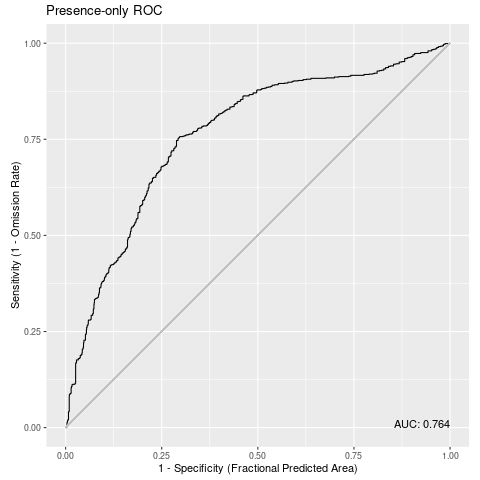 Presence-only ROC
1.00
0.75
0.50
0.25
0.00
Sensitivity (1 - Omission Rate)
AUC: 0.764
0.00 0.25 0.50 0.75 1.00
1 - Specificity (Fractional Predicted Area)